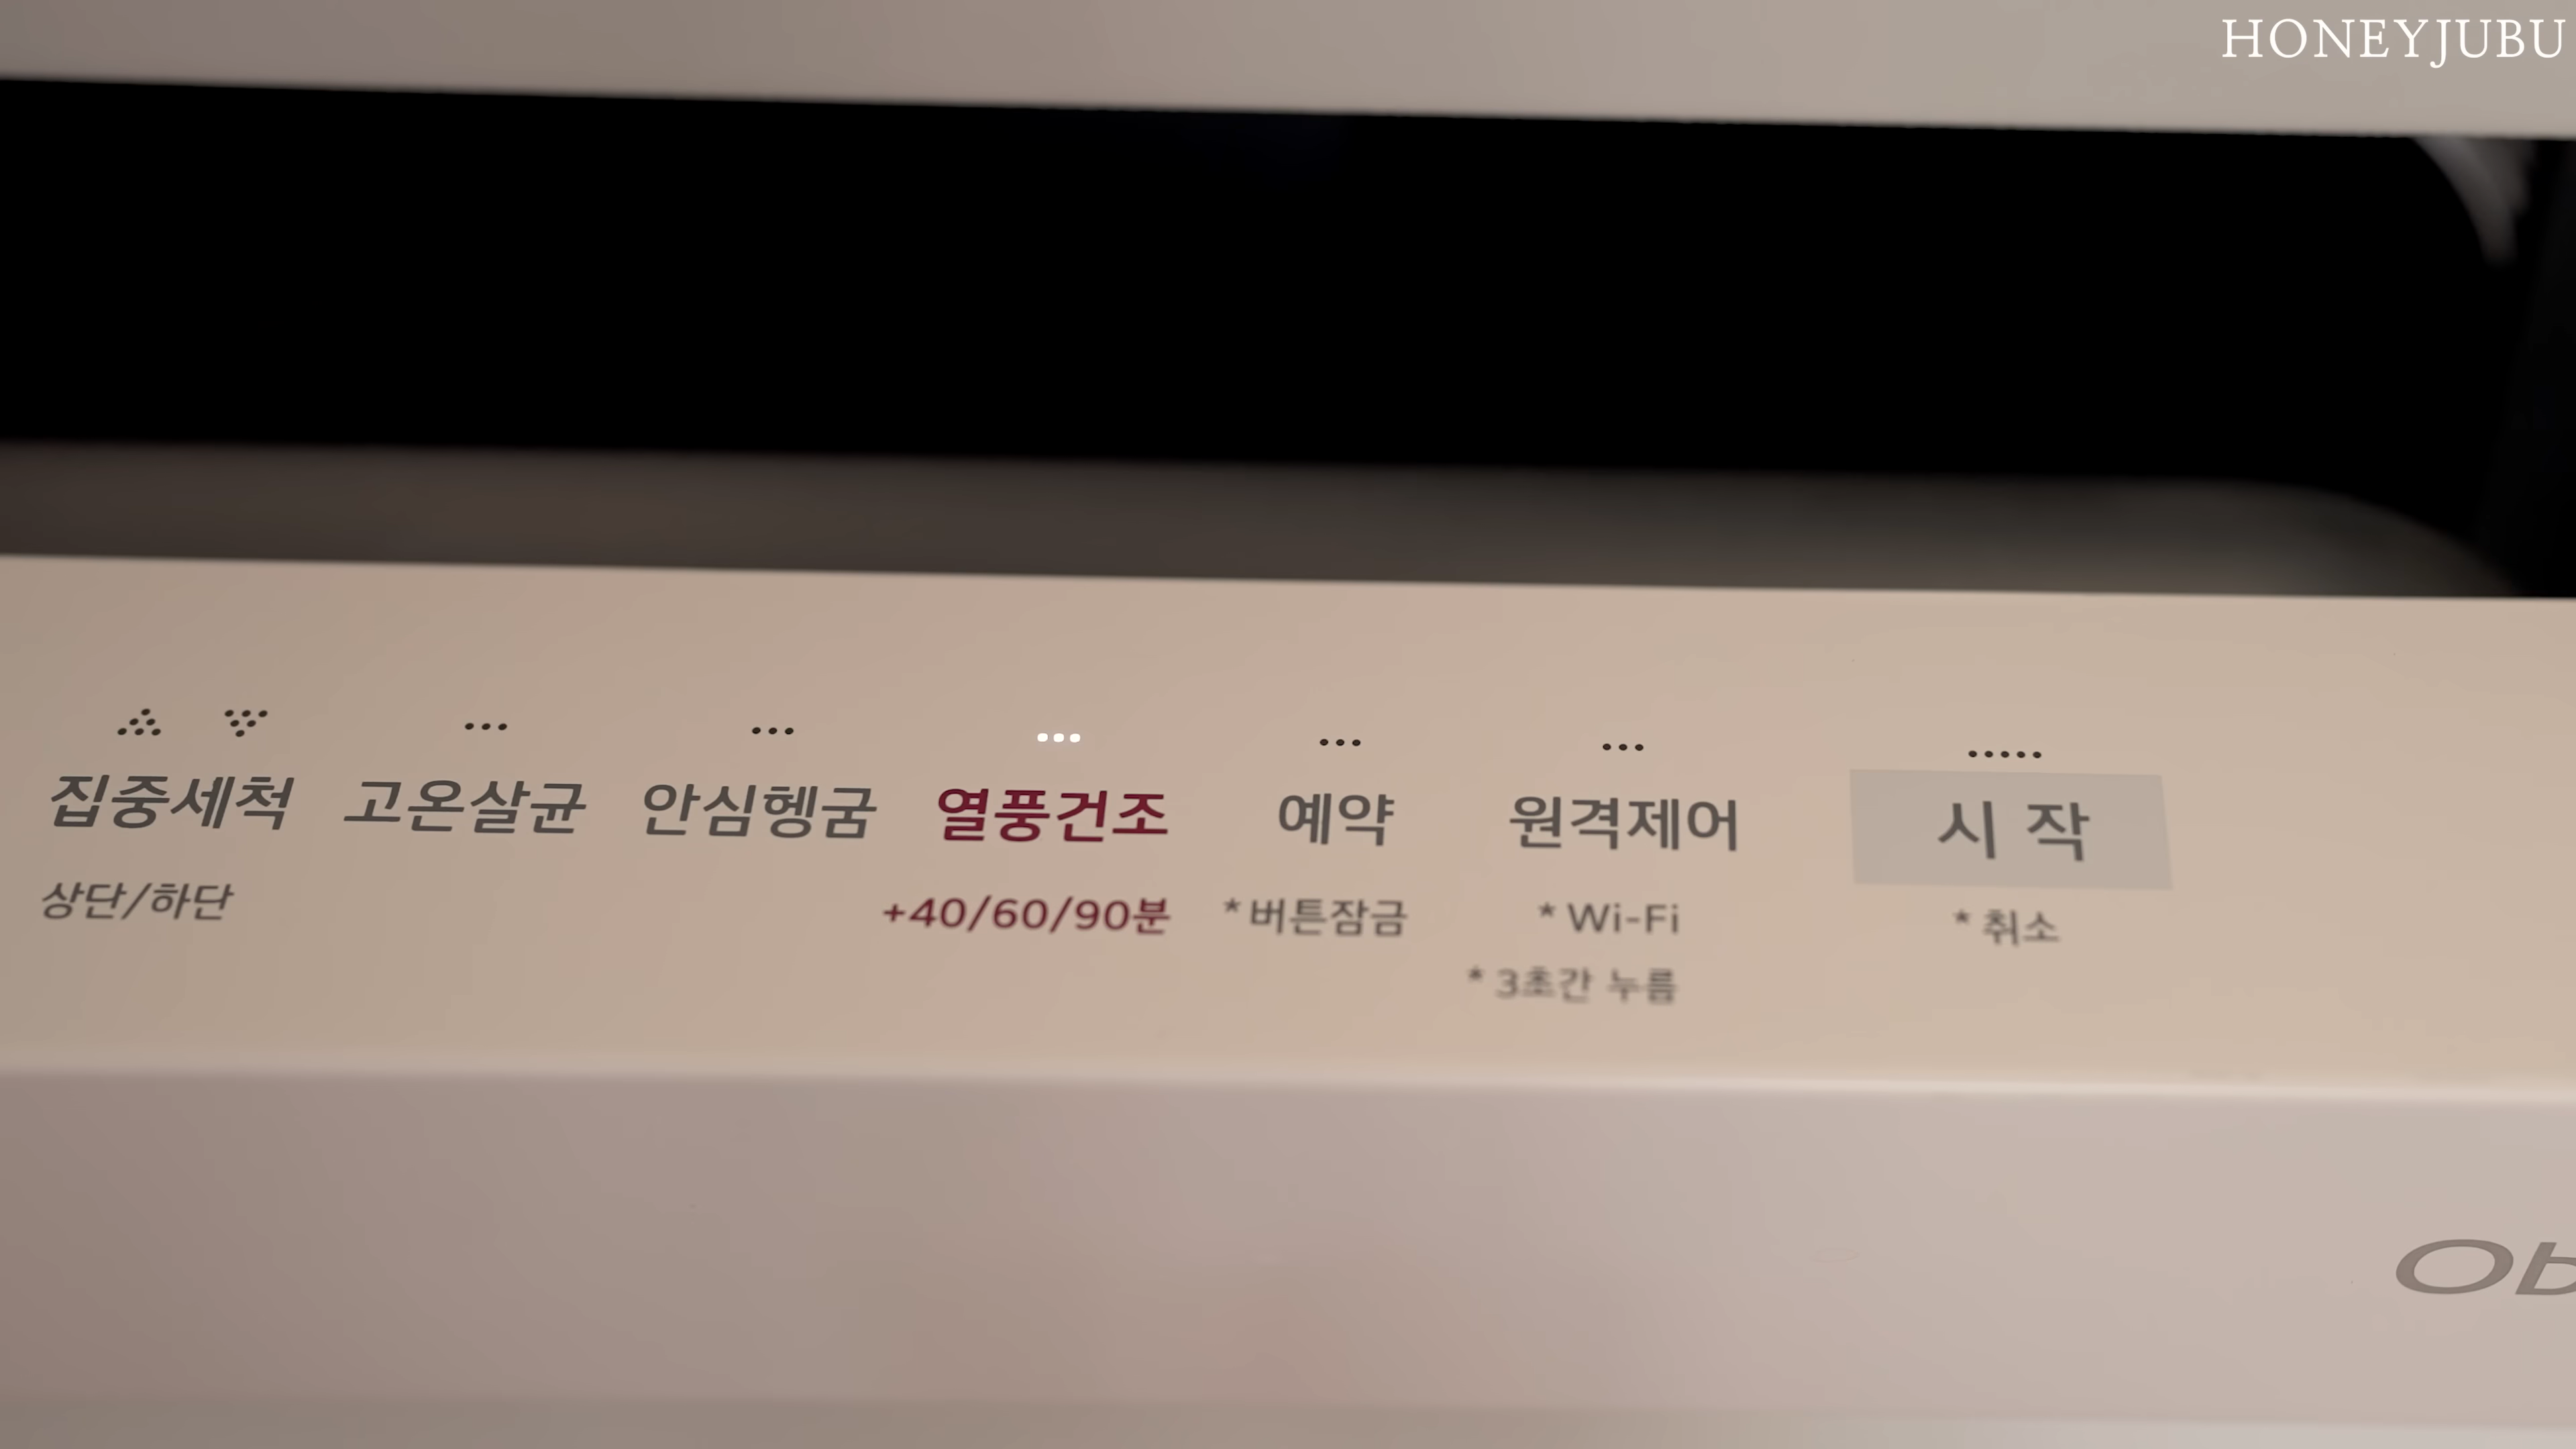 HONEYJUBU
집중세척 고온살균 안심헹굼 열풍건조 예약 원격제어 시 작
상단/하단 +40/60/90분 *버튼잠금 * Wi-Fi * 취소
* 3초간 누름
Ob